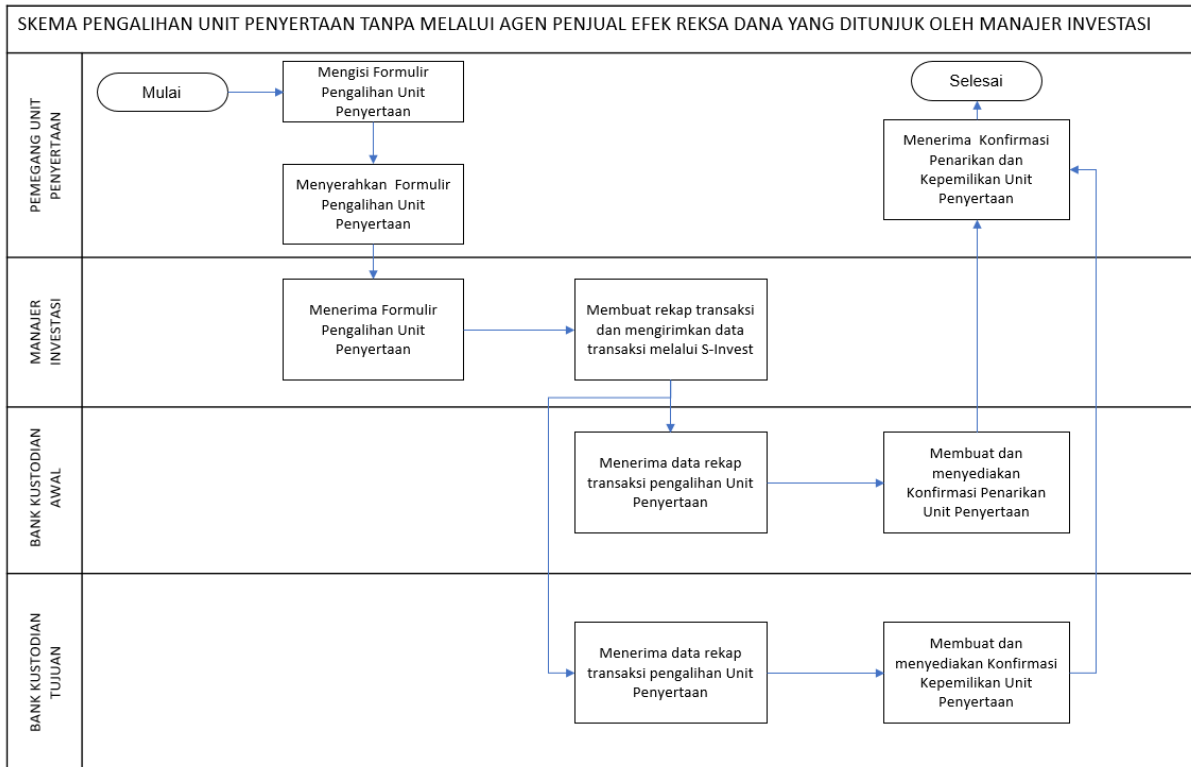 SKEMA PENGALIHAN UNIT PENYERTAAN TANPA MELALUI AGEN PENJUAL EFEK REKSA DANA YANG DITUNJUK OLEH MANAJER INVESTASI
PEMEGANG UNIT
PENYERTAAN
Mulai
Mengisi Formulir
Pengalihan Unit
Penyertaan
Selesai
Menyerahkan Formulir
Pengalihan Unit
Penyertaan
Menerima Konfirmasi
Penarikan dan
Kepemilikan Unit
Penyertaan
MANAJER
INVESTASI
Menerima Formulir
Pengalihan Unit
Penyertaan
Membuat rekap transaksi
dan mengirimkan data
transaksi melalui S-Invest
BANK KUSTODIAN
AWAL
Menerima data rekap
transaksi pengalihan Unit
Penyertaan
Membuat dan
menyediakan
Konfirmasi Penarikan
Unit Penyertaan
BANK KUSTODIAN
TUJUAN
Menerima data rekap
transaksi pengalihan Unit
Penyertaan
Membuat dan
menyediakan Konfirmasi
Kepemilikan Unit
Penyertaan